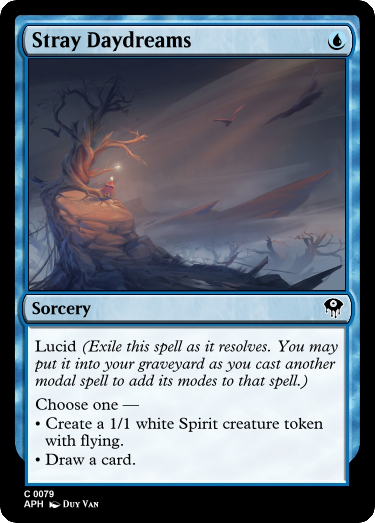 Stray Daydreams
Sorcery
Lucid (Exile this spell as it resolves. You may
put it into your graveyard as you cast another
modal spell to add its modes to that spell.)
Choose one —
• Create a 1/1 white Spirit creature token
with flying.
• Draw a card.
C 0079
APH Duy Van